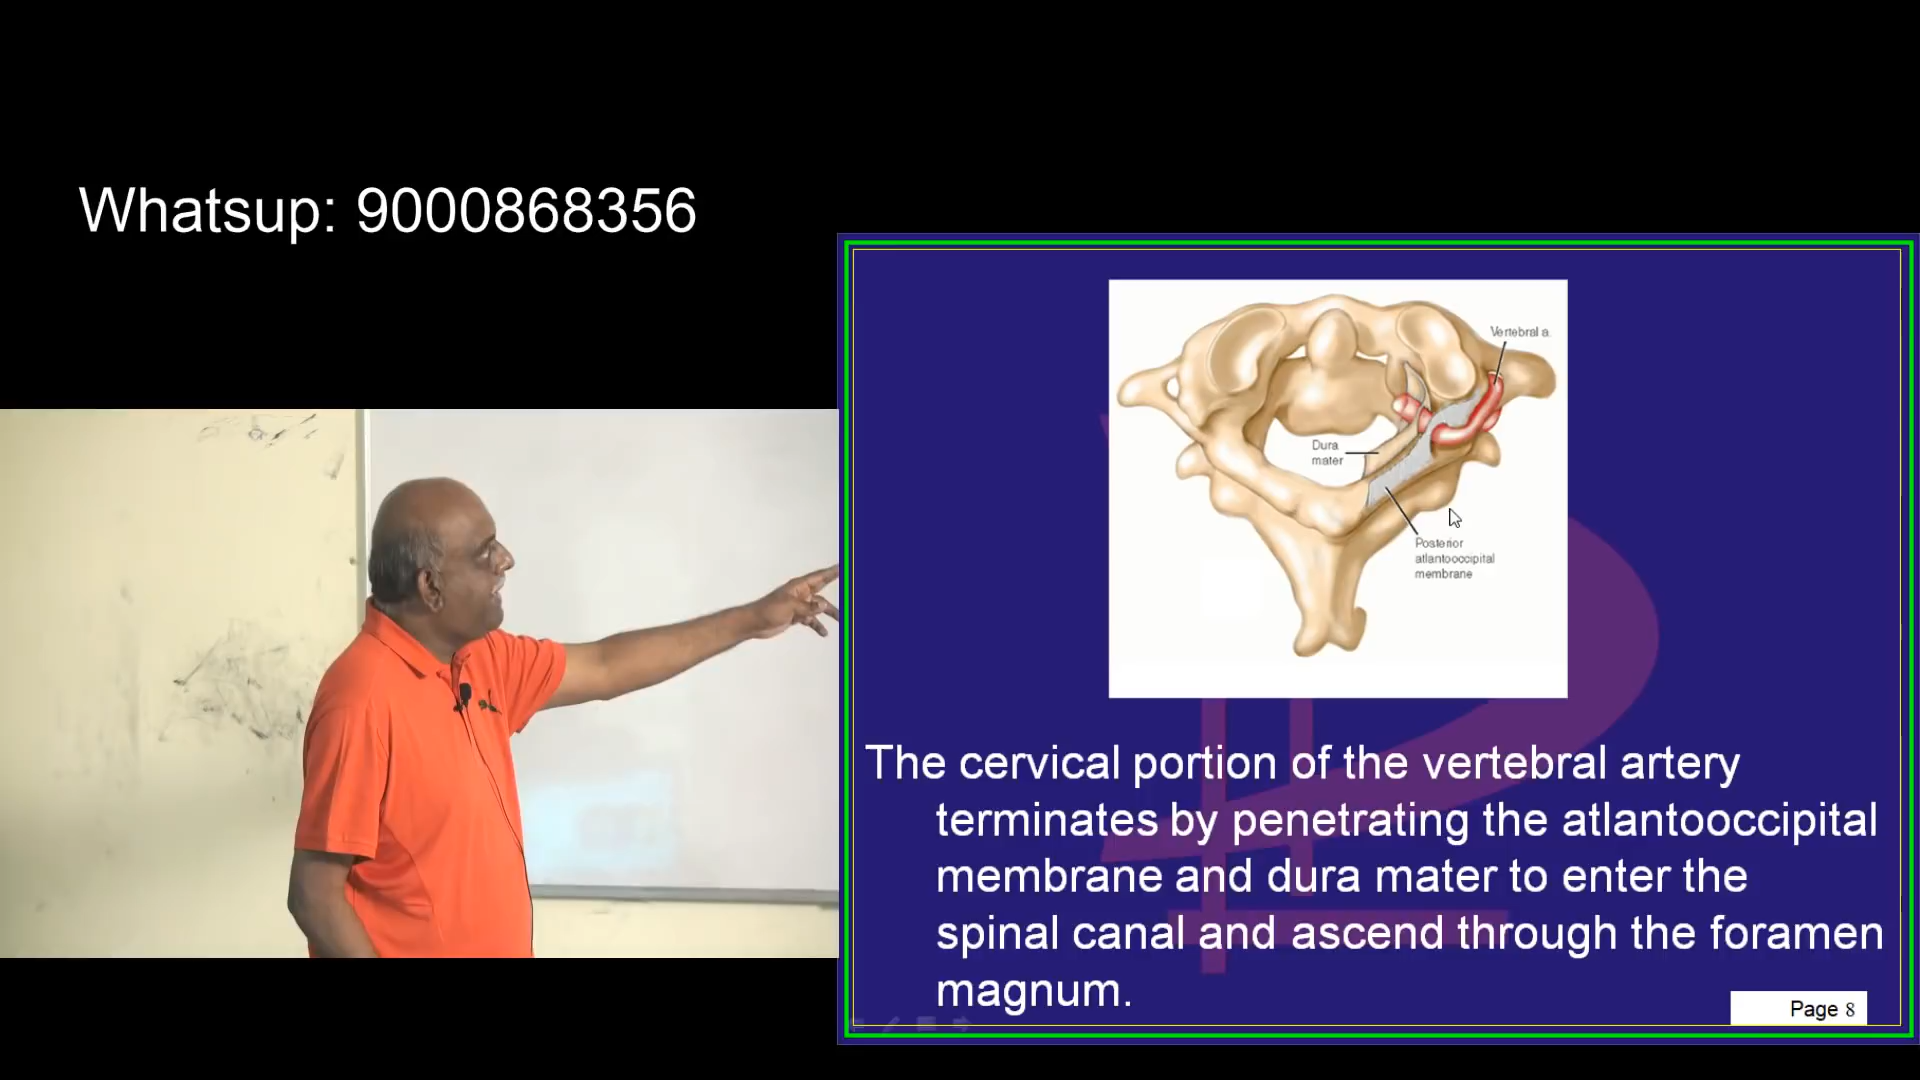 Whatsup: 9000868356
Vertebral a.
Dura
mater
Posterior
atlantooccipital
membrane
The cervical portion of the vertebral artery
terminates by penetrating the atlantooccipital
membrane and dura mater to enter the
spinal canal and ascend through the foramen
magnum.
Page 8